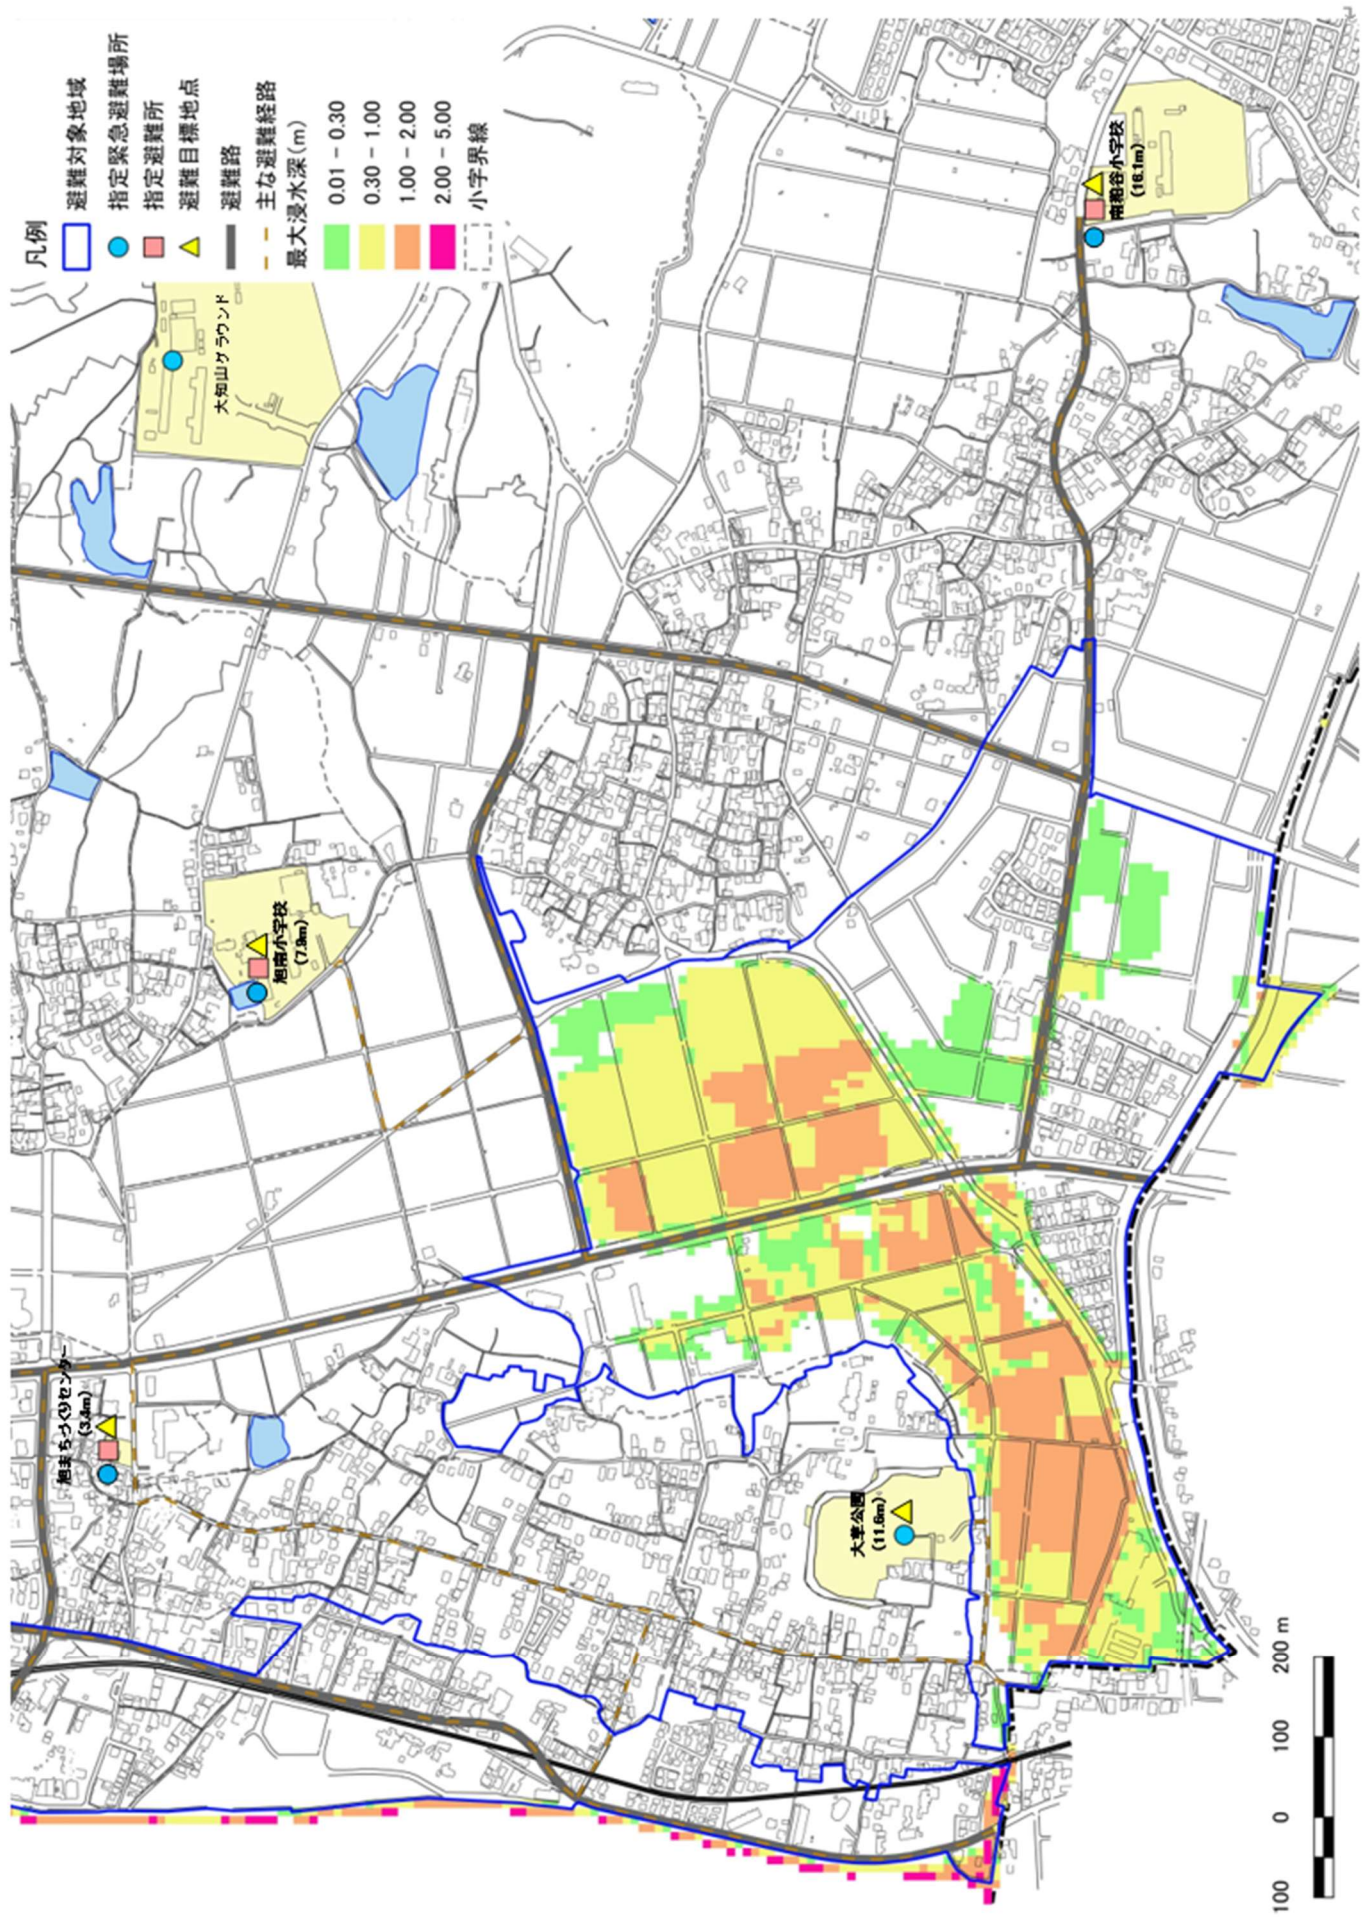 凡例
避難対象地域
指定緊急避難場所
指定避難所
避難目標地点
避難路
主な避難経路
最大浸水深(m)
0.01 - 0.30
0.30 - 1.00
1.00 - 2.00
2.00 - 5.00
小字界線
大知山グラウンド
旭南小学校
(7.9m)
旭まちづくりセンター
大草公園
(11.6m)
南粕谷小学校
(16.1m)
100 0 100 200 m